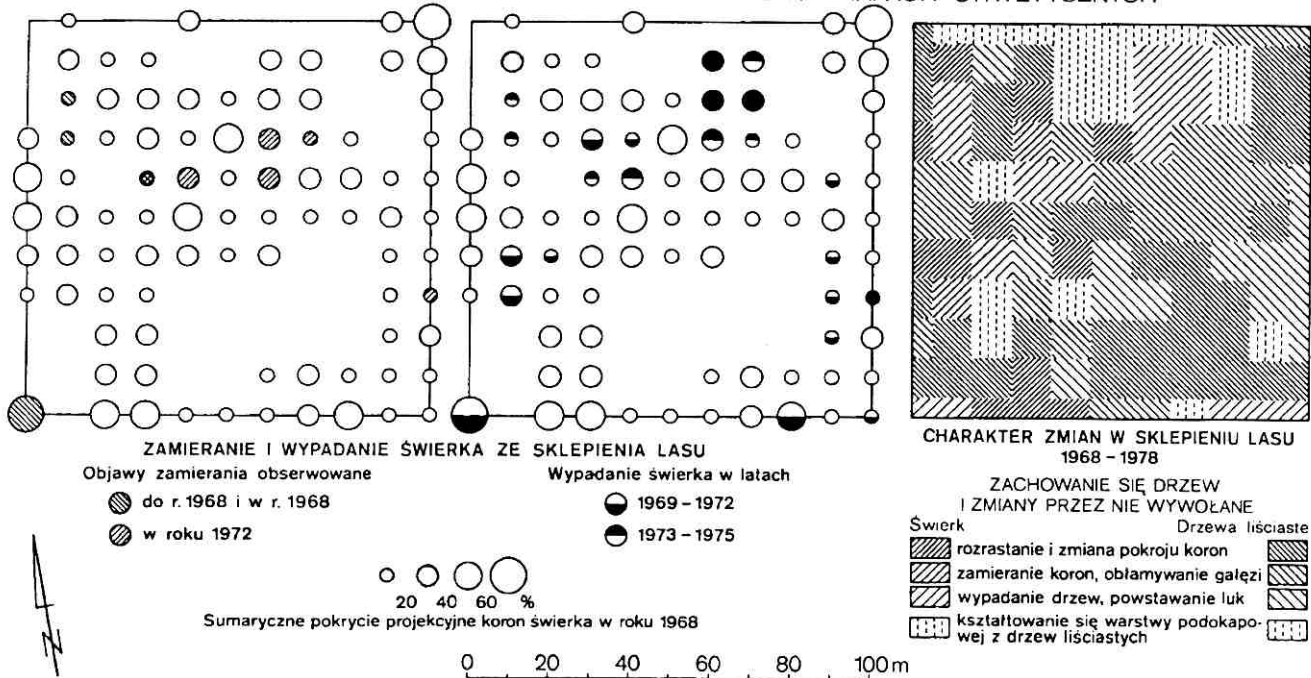 ZAMIERANIE I WYPADANIE ŚWIERKA ZE SKLEPIENIA LASU
Objawy zamierania obserwowane
do r. 1968 i w r. 1968
w roku 1972
Wypadanie świerka w latach
1969 – 1972
1973 – 1975
20 40 60 %
Sumaryczne pokrycie projekcyjne koron świerka w roku 1968
0 20 40 60 80 100 m
CHARAKTER ZMIAN W SKLEPIENIU LASU
1968 – 1978
ZACHOWANIE SIĘ DRZEW
I ZMIANY PRZEZ NIE WYWOŁANE
Świerk Drzewa liściaste
rozrastanie i zmiana pokroju koron
zamieranie koron, obłamywanie gałęzi
wypadanie drzew, powstawanie luk
kształtowanie się warstwy podokapo-
wej z drzew liściastych